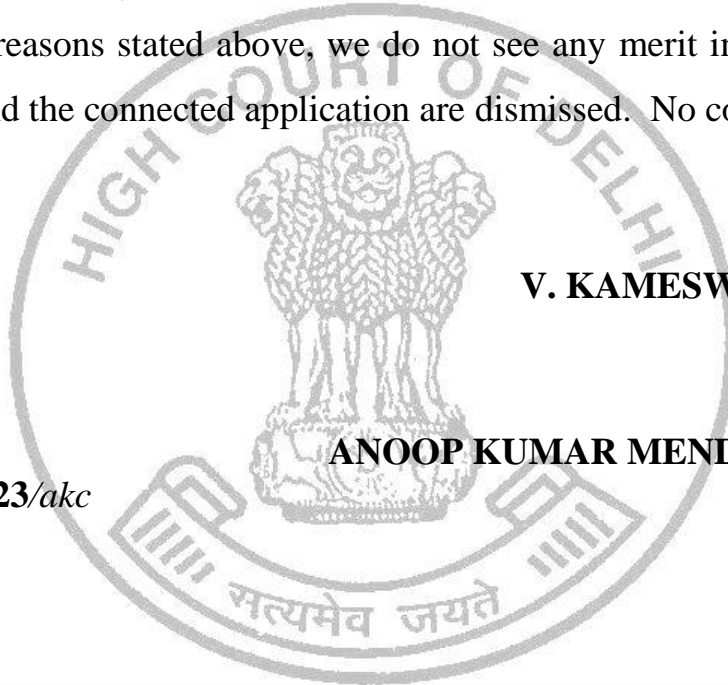 reasons stated above, we do not see any merit in
d the connected application are dismissed. No co
HIGH COURT OF DELHI
V. KAMESW
ANOOP KUMAR MEND
23/akc
सत्यमेव जयते